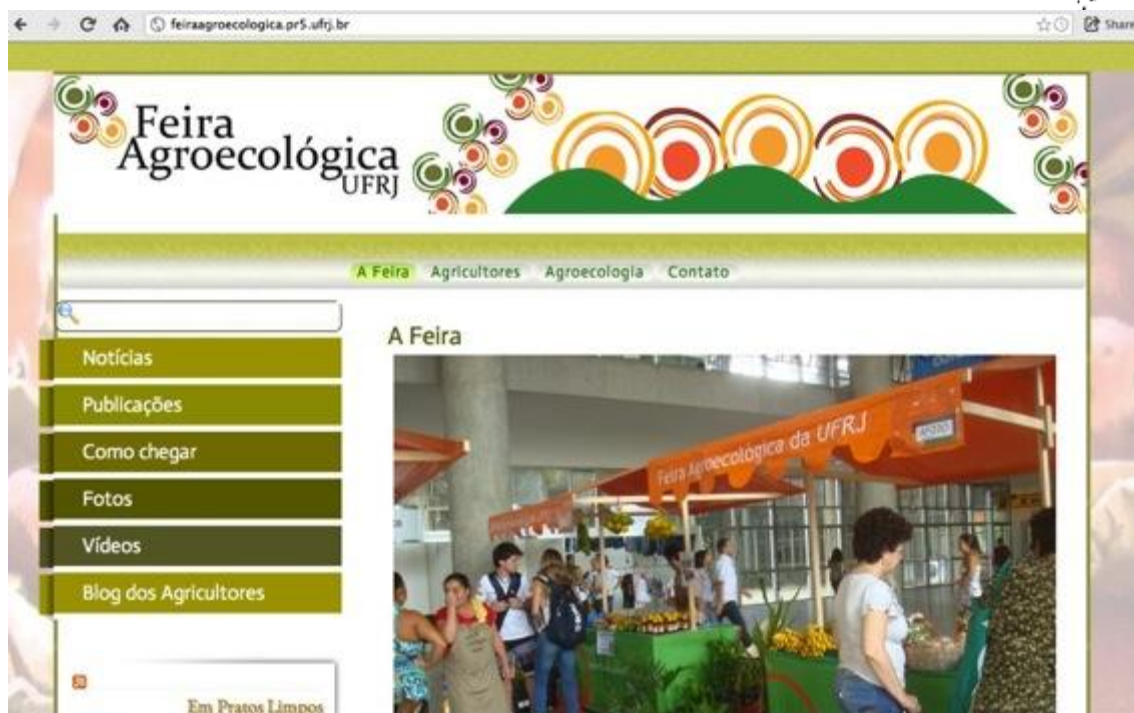 feiraagroecologica.pr5.ufrj.br
Share
Feira
Agroecológica
UFRJ
A Feira Agricultores Agroecologia Contato
A Feira
Notícias
Publicações
Como chegar
Fotos
Vídeos
Blog dos Agricultores
Feira Agroecológica da UFRJ
Em Pratos Limpos